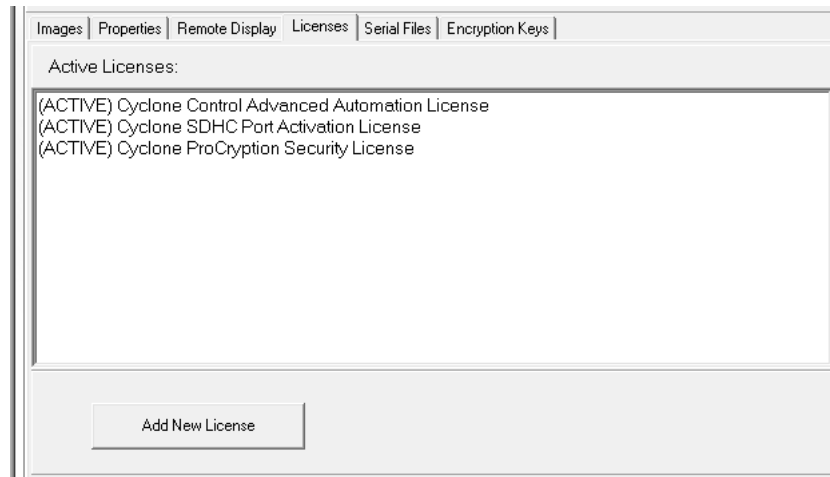 Images Properties Remote Display Licenses Serial Files Encryption Keys
Active Licenses:
(ACTIVE) Cyclone Control Advanced Automation License
(ACTIVE) Cyclone SDHC Port Activation License
(ACTIVE) Cyclone ProCryption Security License
Add New License